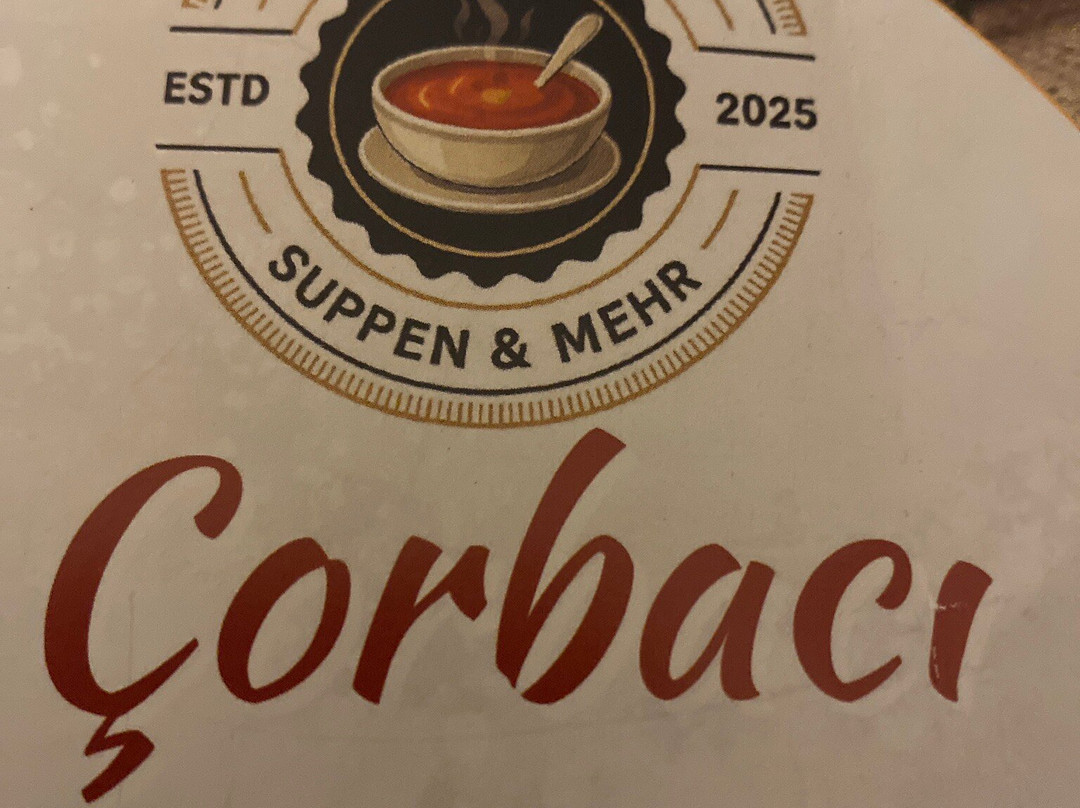 ESTD
2025
SUPPEN & MEHR
Çorbacı